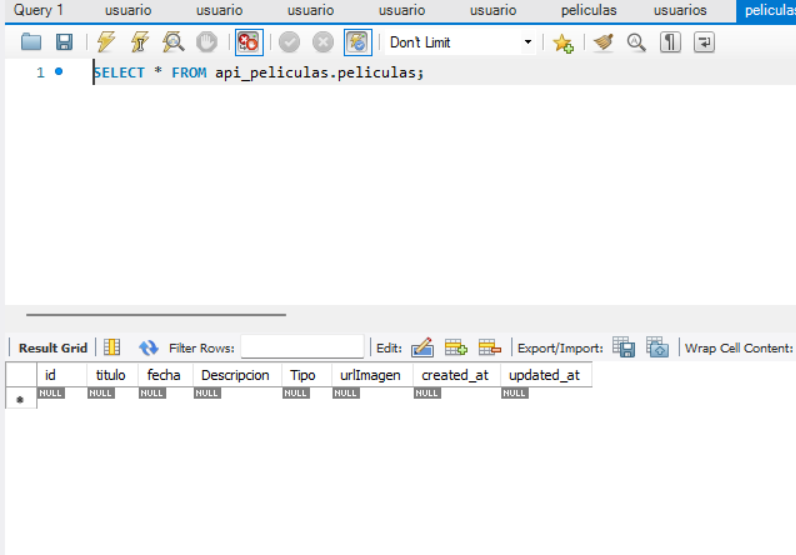 Query 1 usuario usuario usuario usuario usuario peliculas usuarios peliculas
Don't Limit
1 SELECT * FROM api_peliculas.peliculas;
Result Grid Filter Rows: Edit: Export/Import: Wrap Cell Content:
id titulo fecha Descripcion Tipo urlImagen created_at updated_at
NULL NULL NULL NULL NULL NULL NULL NULL